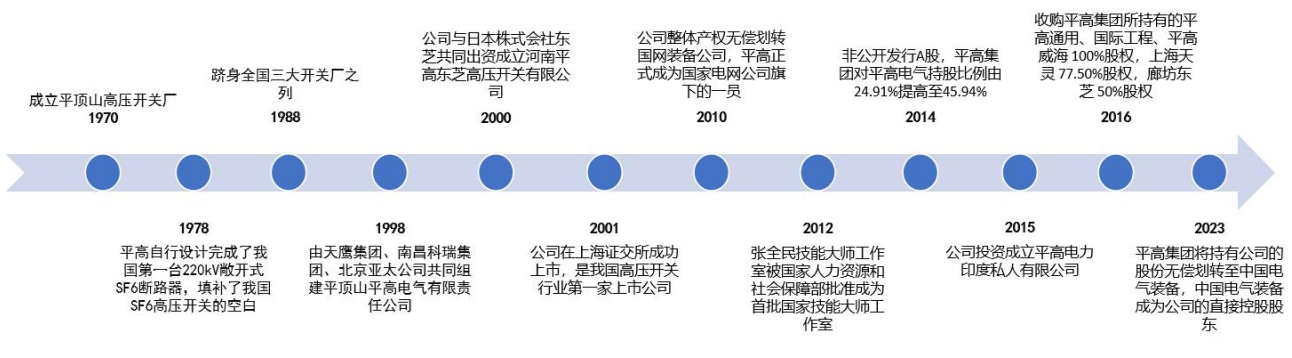 成立平顶山高压开关厂
1970
跻身全国三大开关厂之
列
1988
公司与日本株式会社东
芝共同出资成立河南平
高东芝高压开关有限公
司
2000
公司整体产权无偿划转
国网装备公司，平高正
式成为国家电网公司旗
下的一员
2010
非公开发行A股，平高集
团对平高电气持股比例由
24.91%提高至45.94%
2014
收购平高集团所持有的平
高通用、国际工程、平高
威海 100%股权，上海天
灵 77.50%股权，廊坊东
芝 50%股权
2016
1978
平高自行设计完成了我
国第一台220kV敞开式
SF6断路器，填补了我国
SF6高压开关的空白
1998
由天鹰集团、南昌科瑞集
团、北京亚太公司共同组
建平顶山平高电气有限责
任公司
2001
公司在上海证交所成功
上市，是我国高压开关
行业第一家上市公司
2012
张全民技能大师工作
室被国家人力资源和
社会保障部批准成为
首批国家技能大师工
作室
2015
公司投资成立平高电力
印度私人有限公司
2023
平高集团将持有公司的
股份无偿划转至中国电
气装备，中国电气装备
成为公司的直接控股股
东